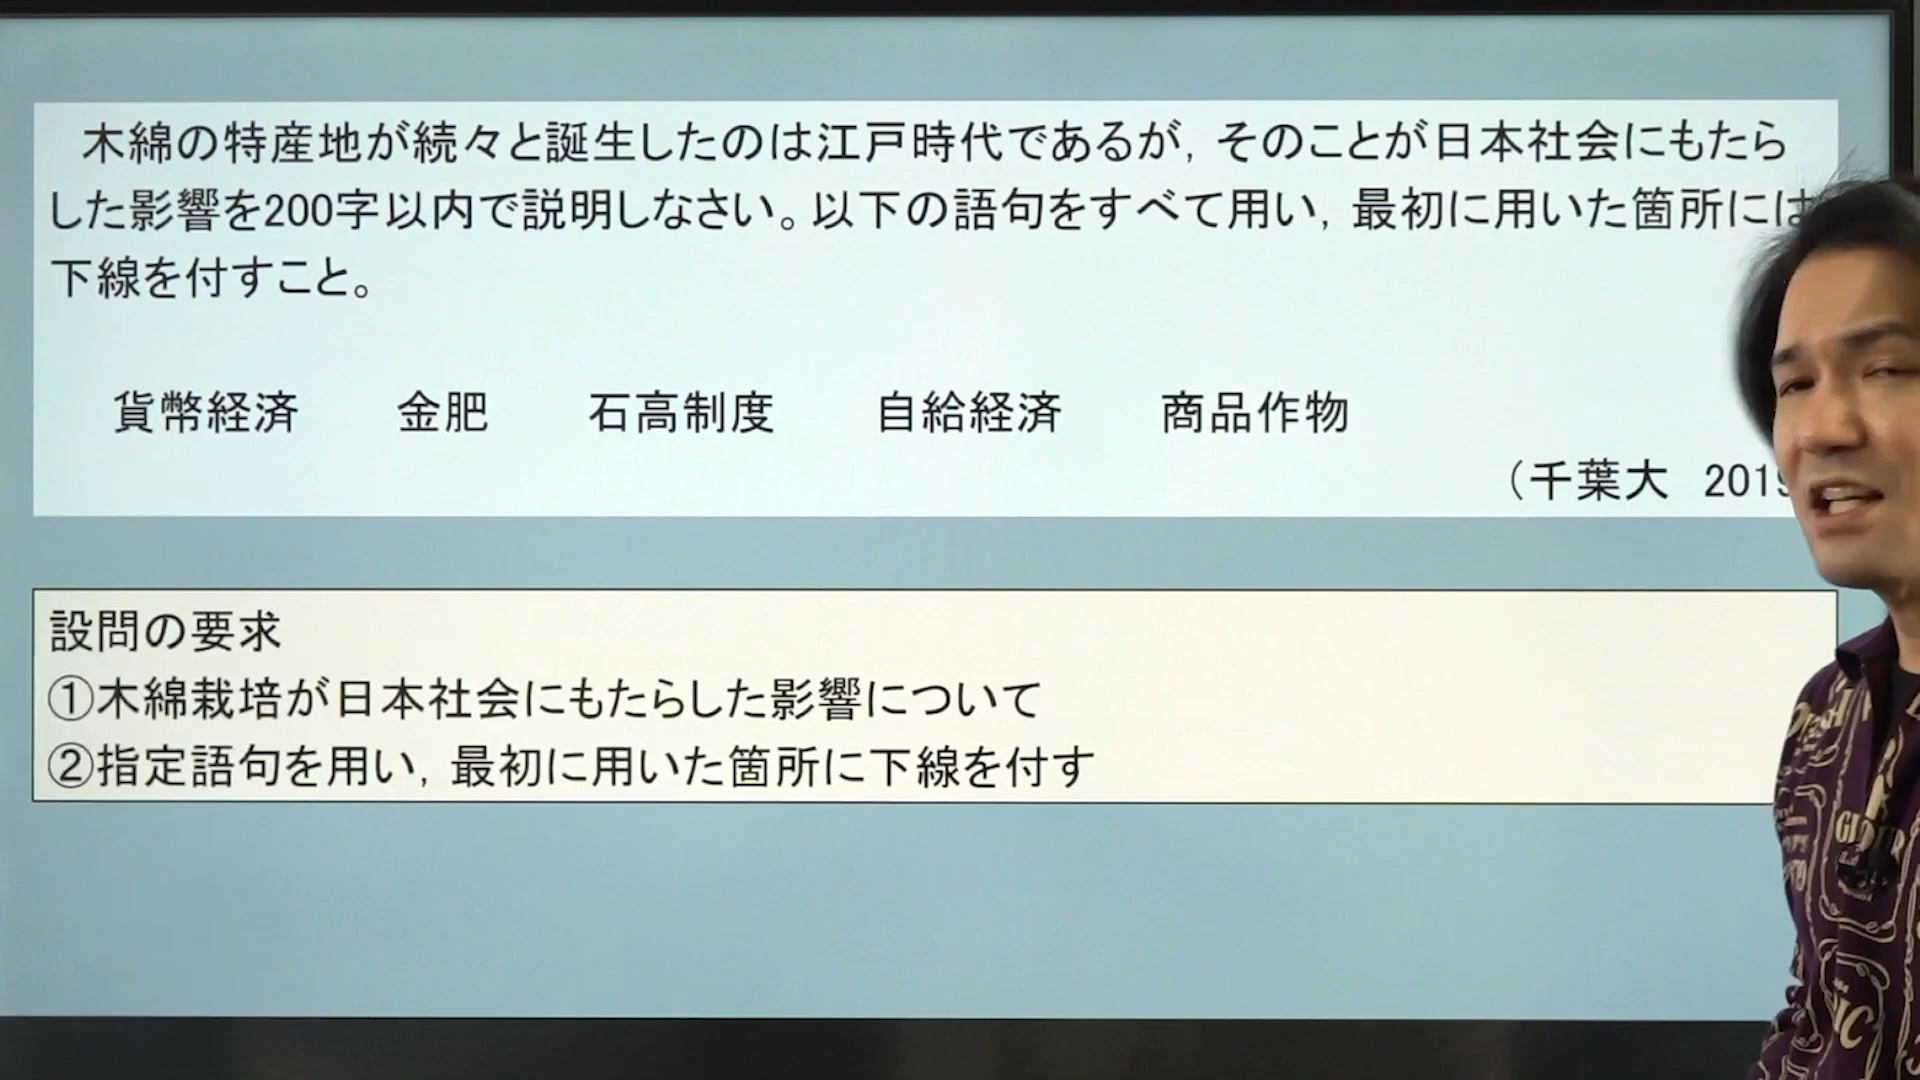 木綿の特産地が続々と誕生したのは江戸時代であるが，そのことが日本社会にもたら
した影響を200字以内で説明しなさい。以下の語句をすべて用い，最初に用いた箇所には
下線を付すこと。
貨幣経済　金肥　石高制度　自給経済　商品作物
（千葉大　2019
設問の要求
①木綿栽培が日本社会にもたらした影響について
②指定語句を用い，最初に用いた箇所に下線を付す